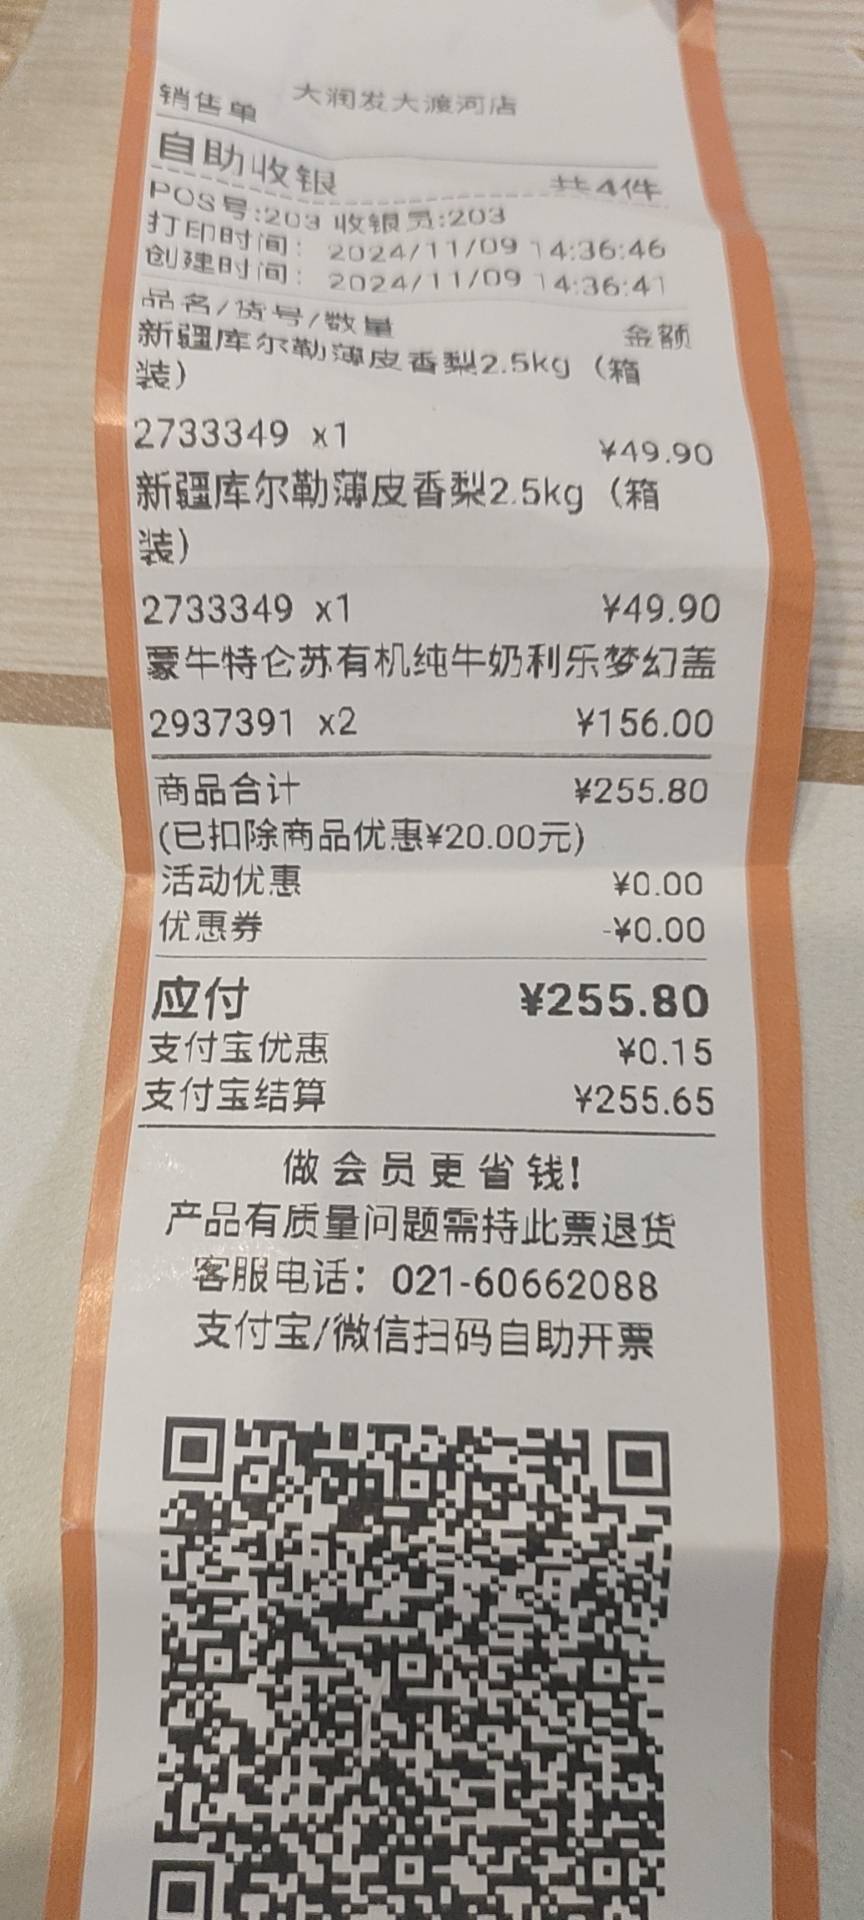 大润发大渡河店
销售单
自助收银 共4件
POS号:203 收银员:203
打印时间: 2024/11/09 14:36:46
创建时间: 2024/11/09 14:36:41
品名/货号/数量 金额
新疆库尔勒薄皮香梨2.5kg（箱
装）
2733349 x1 ¥49.90
新疆库尔勒薄皮香梨2.5kg（箱
装）
2733349 x1 ¥49.90
蒙牛特仑苏有机纯牛奶利乐梦幻盖
2937391 x2 ¥156.00
商品合计 ¥255.80
(已扣除商品优惠¥20.00元)
活动优惠 ¥0.00
优惠券 -¥0.00
应付 ¥255.80
支付宝优惠 ¥0.15
支付宝结算 ¥255.65
做会员更省钱!
产品有质量问题需持此票退货
客服电话：021-60662088
支付宝/微信扫码自助开票